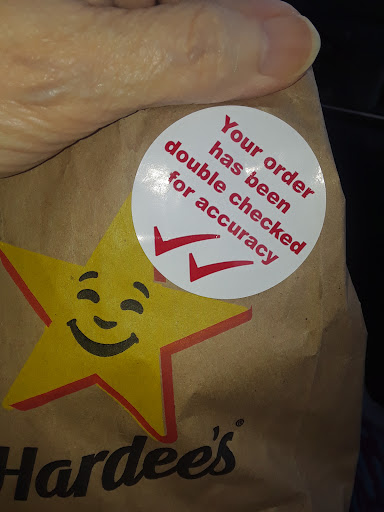 Your order
has been
double checked
for accuracy
Hardee's®